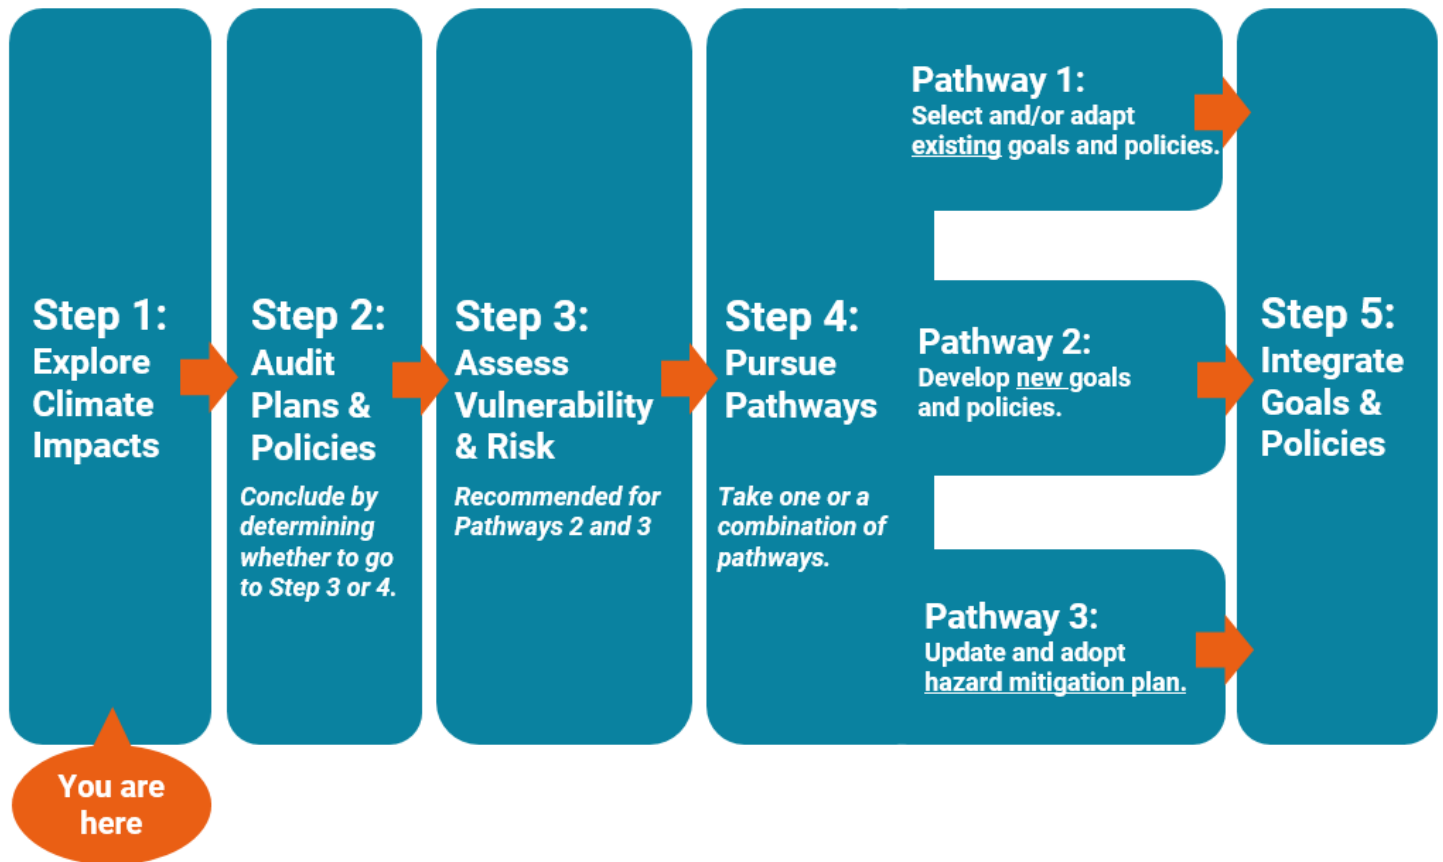 Step 1:
Explore
Climate
Impacts
You are
here
Step 2:
Audit
Plans &
Policies
Conclude by
determining
whether to go
to Step 3 or 4.
Step 3:
Assess
Vulnerability
& Risk
Recommended for
Pathways 2 and 3
Step 4:
Pursue
Pathways
Take one or a
combination of
pathways.
Pathway 1:
Select and/or adapt
existing goals and policies.
Pathway 2:
Develop new goals
and policies.
Pathway 3:
Update and adopt
hazard mitigation plan.
Step 5:
Integrate
Goals &
Policies